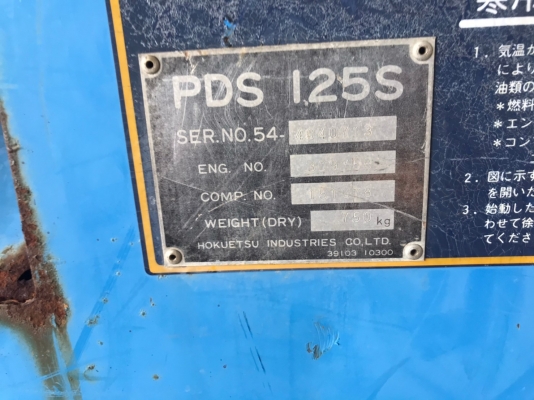 PDS 125S
SER.NO.54-
ENG. NO.
COMP. NO.
WEIGHT(DRY) kg
HOKUETSU INDUSTRIES CO.,LTD.
39103 10300
1. 気温が
により
油類の
*燃料
*エン
*コン
2. 図に示す
を開いた
3. 始動した
わせて徐
てくださ